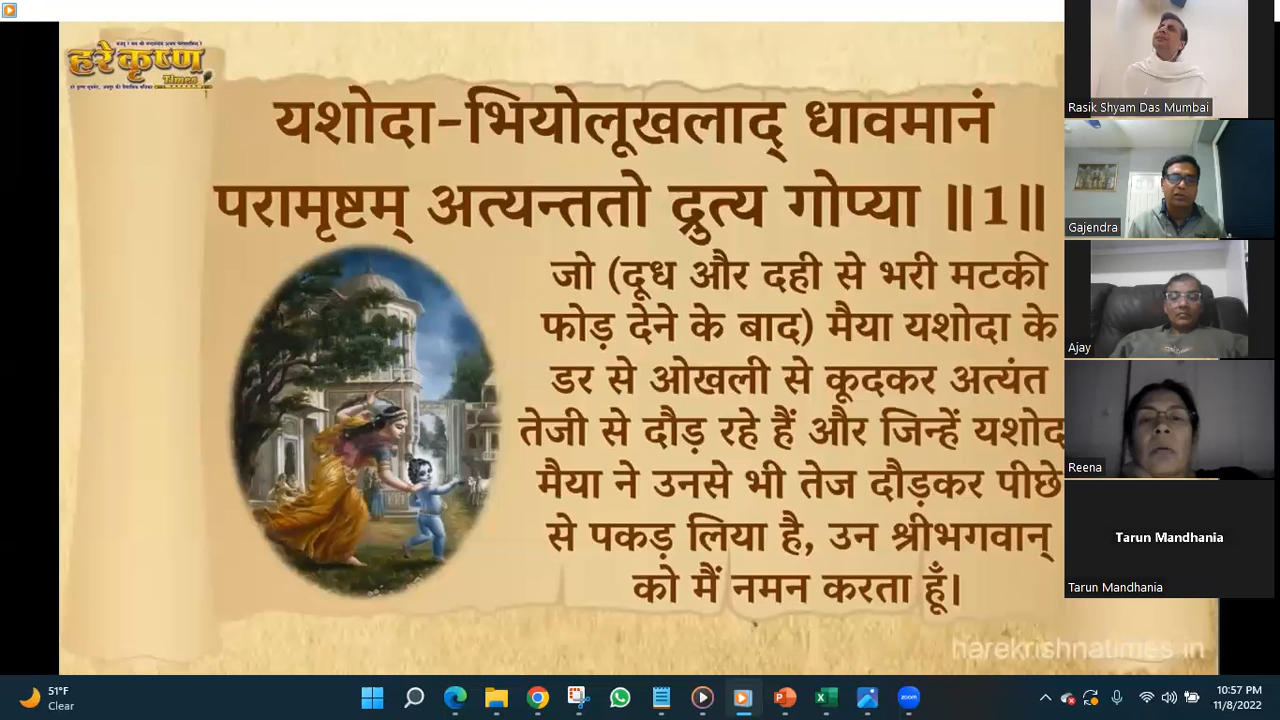 हरे कृष्ण
Times
यशोदा-भियोलूखलाद् धावमानं
परामृष्टम् अत्यन्ततो द्रुत्य गोप्या ॥1॥
जो (दूध और दही से भरी मटकी
फोड़ देने के बाद) मैया यशोदा के
डर से ओखली से कूदकर अत्यंत
तेजी से दौड़ रहे हैं और जिन्हें यशोद
मैया ने उनसे भी तेज दौड़कर पीछे
से पकड़ लिया है, उन श्रीभगवान्
को मैं नमन करता हूँ।
harekrishnatimes.in
Rasik Shyam Das Mumbai
Gajendra
Ajay
Reena
Tarun Mandhania
Tarun Mandhania
51°F
Clear
zoom
10:57 PM
11/8/2022